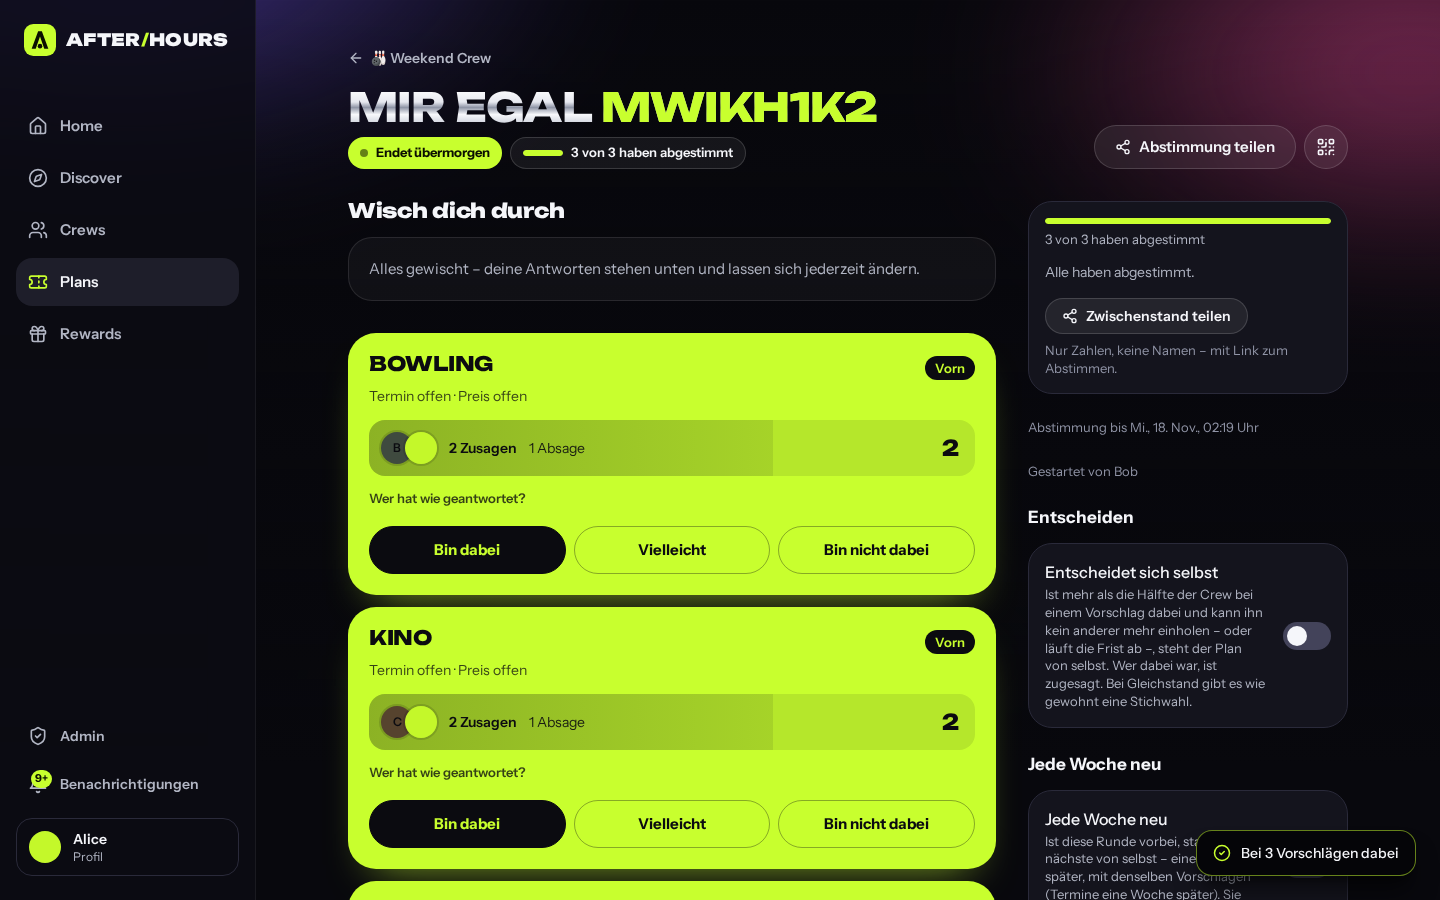 AFTER/HOURS
Home
Discover
Crews
Plans
Rewards
Admin
9+
Benachrichtigungen
Alice
Profil
Weekend Crew
MIR EGAL MWIKH1K2
Endet übermorgen
3 von 3 haben abgestimmt
Abstimmung teilen
Wisch dich durch
Alles gewischt – deine Antworten stehen unten und lassen sich jederzeit ändern.
BOWLING
Vorn
Termin offen · Preis offen
B
2 Zusagen 1 Absage
2
Wer hat wie geantwortet?
Bin dabei
Vielleicht
Bin nicht dabei
KINO
Vorn
Termin offen · Preis offen
C
2 Zusagen 1 Absage
2
Wer hat wie geantwortet?
Bin dabei
Vielleicht
Bin nicht dabei
3 von 3 haben abgestimmt
Alle haben abgestimmt.
Zwischenstand teilen
Nur Zahlen, keine Namen – mit Link zum
Abstimmen.
Abstimmung bis Mi., 18. Nov., 02:19 Uhr
Gestartet von Bob
Entscheiden
Entscheidet sich selbst
Ist mehr als die Hälfte der Crew bei
einem Vorschlag dabei und kann ihn
kein anderer mehr einholen – oder
läuft die Frist ab –, steht der Plan
von selbst. Wer dabei war, ist
zugesagt. Bei Gleichstand gibt es wie
gewohnt eine Stichwahl.
Jede Woche neu
Jede Woche neu
Ist diese Runde vorbei,
nächste von selbst – eine
später, mit denselben Vorschlägen
(Termine eine Woche später). Sie
Bei 3 Vorschlägen dabei